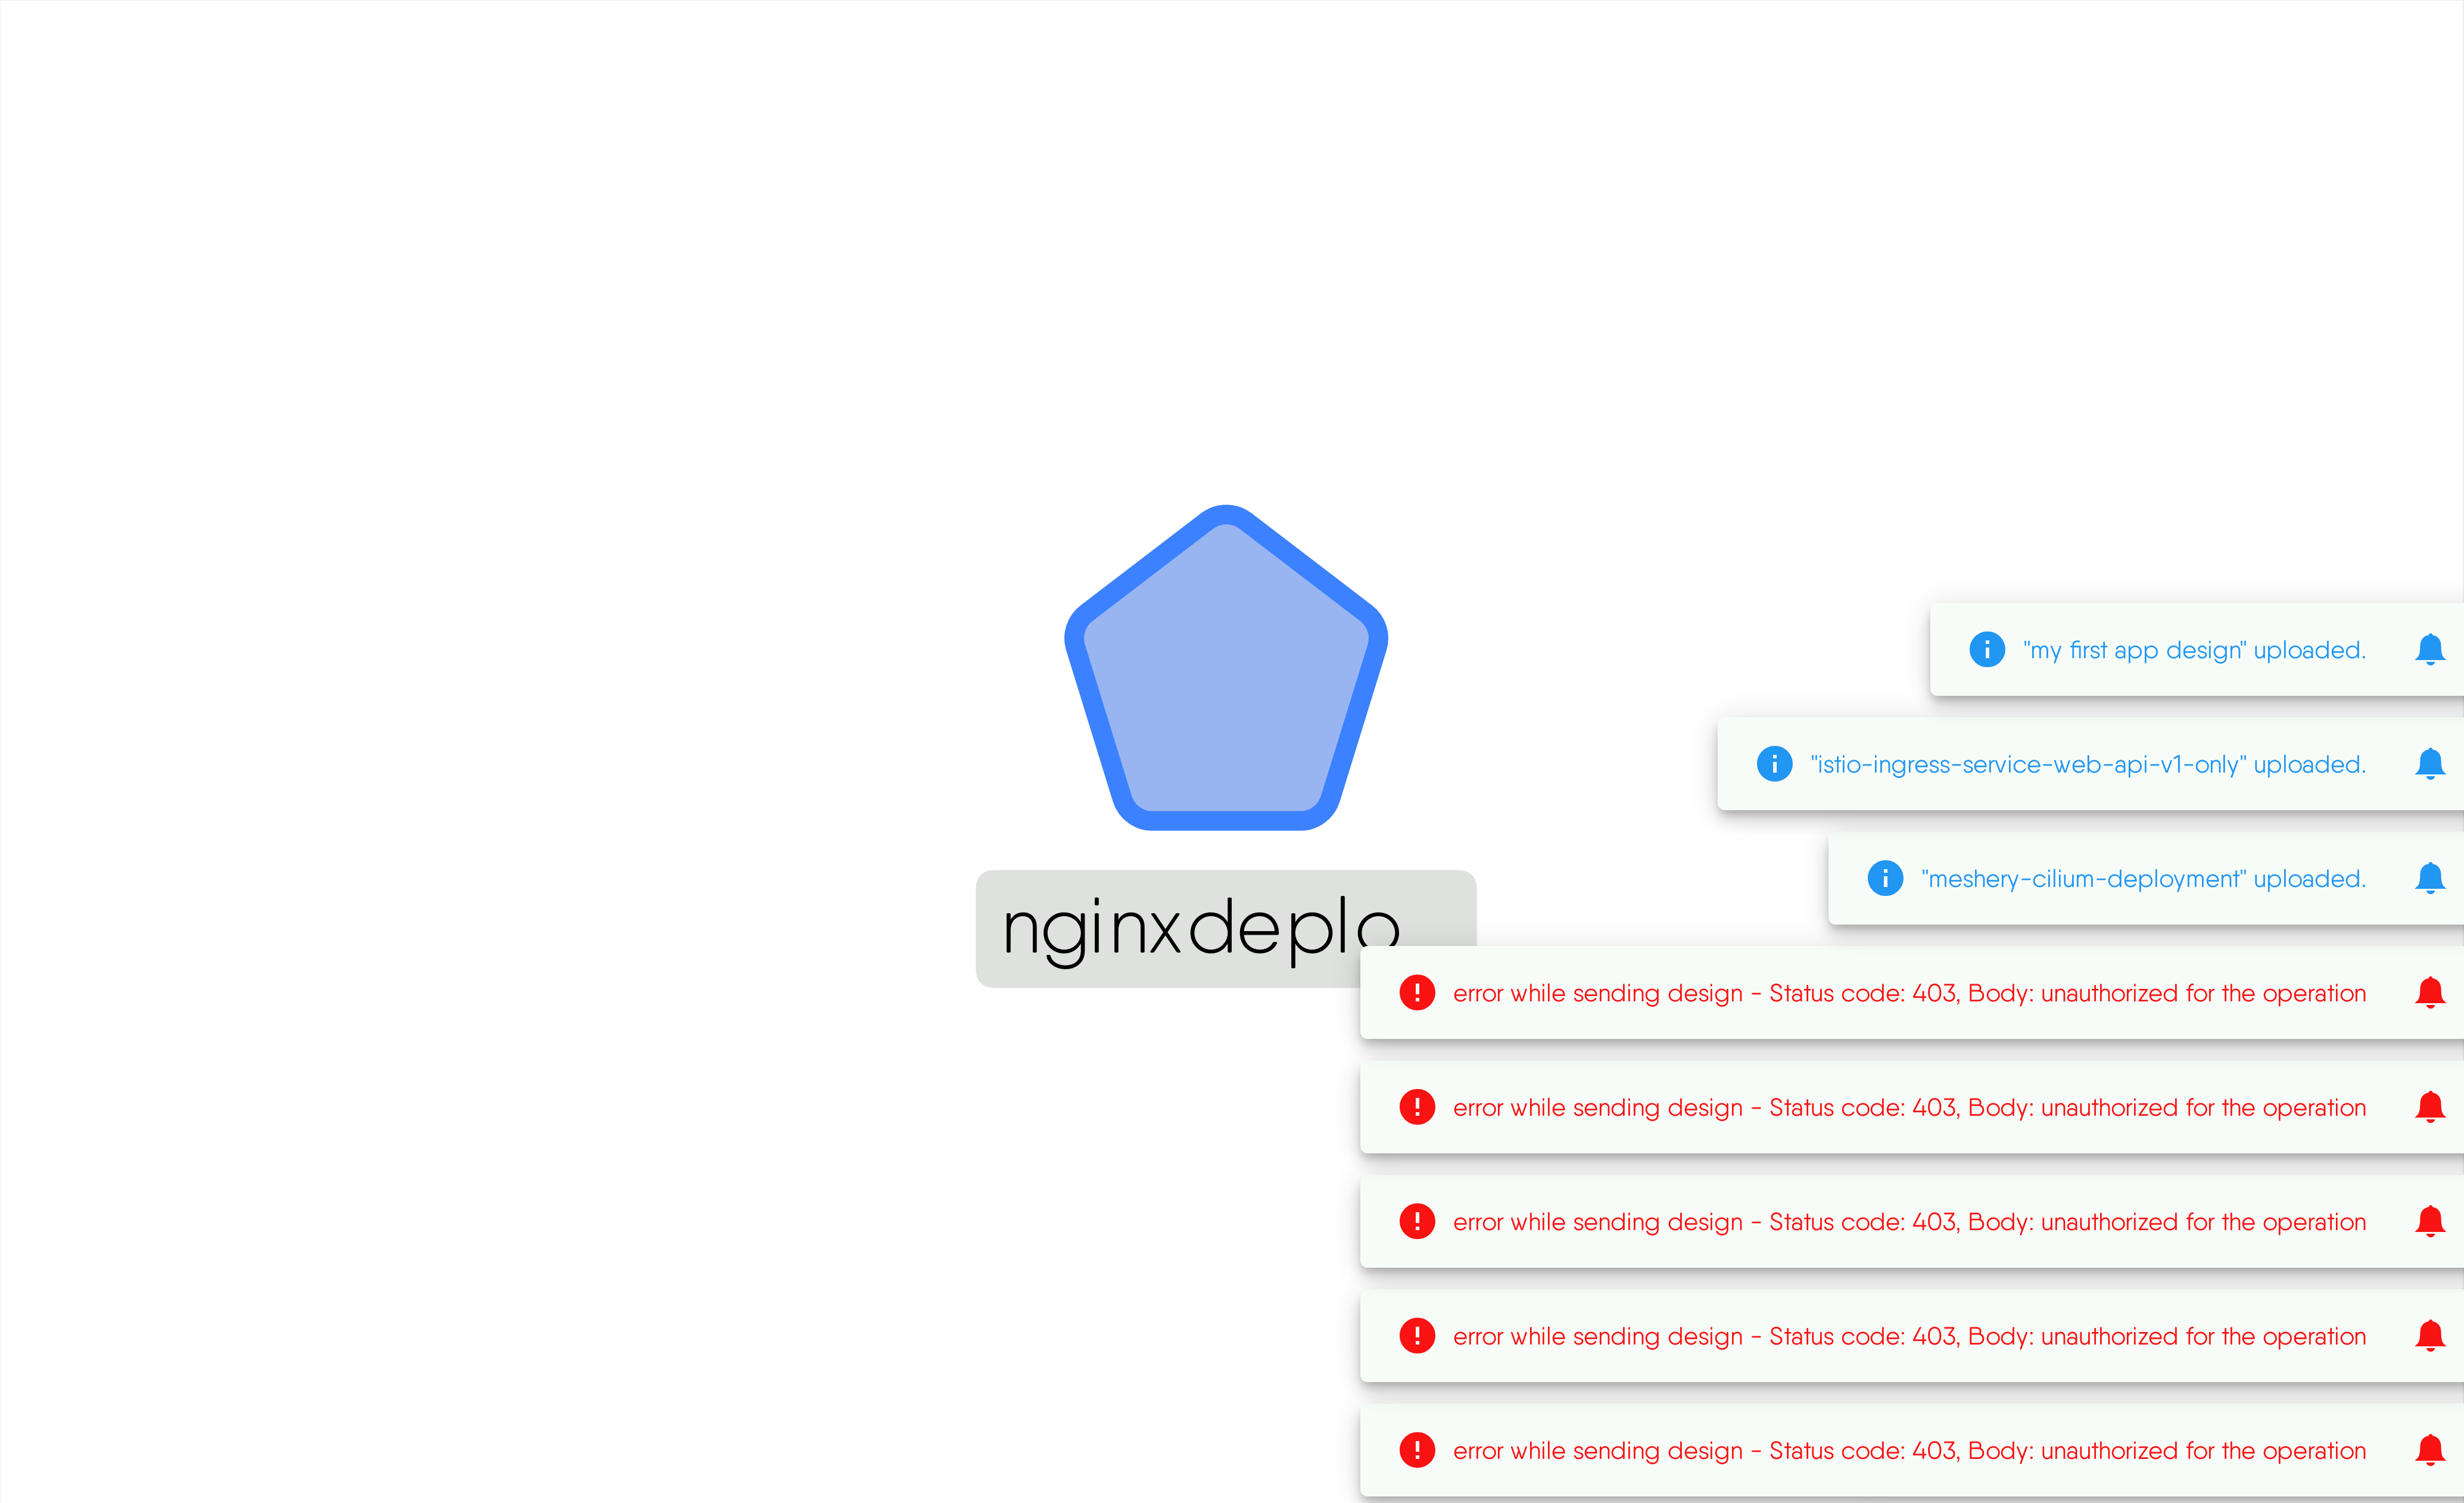 "my first app design" uploaded.
"istio-ingress-service-web-api-v1-only" uploaded.
"meshery-cilium-deployment" uploaded.
nginxdeplo
error while sending design - Status code: 403, Body: unauthorized for the operation
error while sending design - Status code: 403, Body: unauthorized for the operation
error while sending design - Status code: 403, Body: unauthorized for the operation
error while sending design - Status code: 403, Body: unauthorized for the operation
error while sending design - Status code: 403, Body: unauthorized for the operation